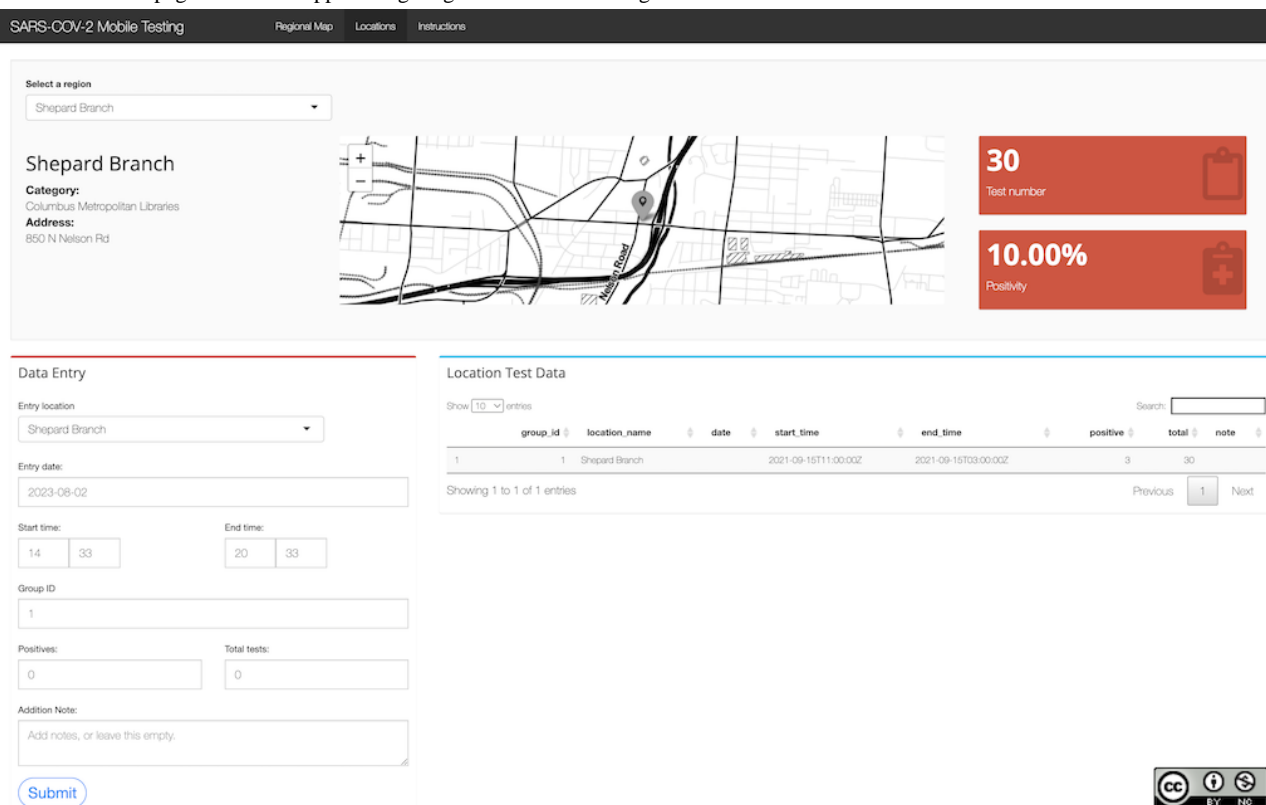 SARS-COV-2 Mobile Testing Regional Map Locations Instructions
Select a region
Shepard Branch
Shepard Branch
Category:
Columbus Metropolitan Libraries
Address:
850 N Nelson Rd
+
−
Nelson Road
30
Test number
10.00%
Positivity
Data Entry
Entry location
Shepard Branch
Entry date:
2023-08-02
Start time: End time:
14 33 20 33
Group ID
1
Positives: Total tests:
0 0
Addition Note:
Add notes, or leave this empty.
Submit
Location Test Data
Show 10 entries Search:
group_id location_name date start_time end_time positive total note
1 1 Shepard Branch 2021-09-15T11:00:00Z 2021-09-15T03:00:00Z 3 30
Showing 1 to 1 of 1 entries Previous 1 Next
cc BY NC